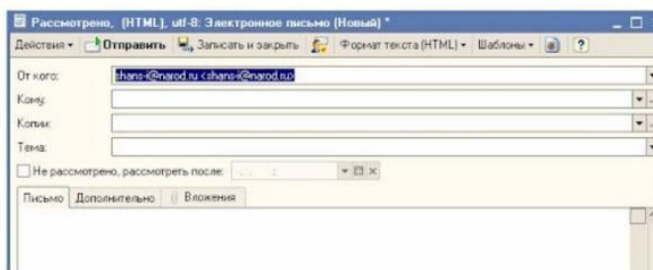 Рассмотрено, (HTML), utf-8: Электронное письмо (Новый) *
Действия Отправить Записать и закрыть Формат текста (HTML) Шаблоны ?
От кого: shans-i@narod.ru <shans-i@narod.ru>
Кому:
Копии:
Тема:
Не рассмотрено, рассмотреть после: . . :
Письмо Дополнительно Вложения